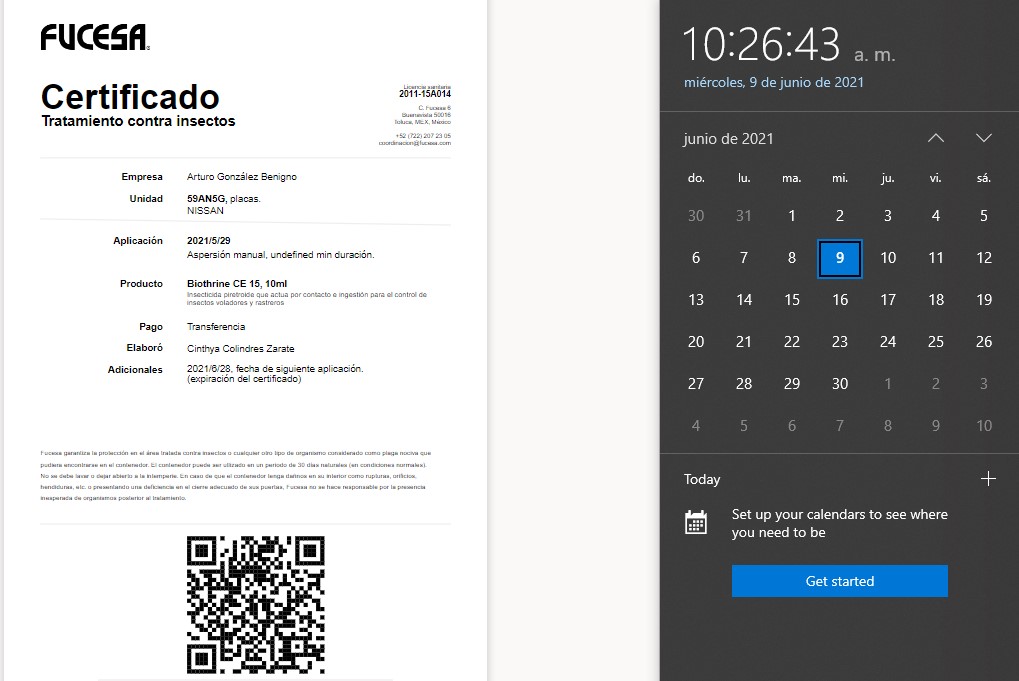 FUCESA
Certificado
Tratamiento contra insectos
Licencia sanitaria
2011-15A014
C. Fucesa 6
Buenavista 50016
Toluca, MEX, México
+52 (722) 207 23 05
coordinacion@fucesa.com
Empresa Arturo González Benigno
Unidad 59AN5G, placas.
NISSAN
Aplicación 2021/5/29
Aspersión manual, undefined min duración.
Producto Biothrine CE 15, 10ml
Insecticida piretroide que actua por contacto e ingestión para el control de
insectos voladores y rastreros
Pago Transferencia
Elaboró Cinthya Colindres Zarate
Adicionales 2021/6/28, fecha de siguiente aplicación.
(expiración del certificado)
Fucesa garantiza la protección en el área tratada contra insectos o cualquier otro tipo de organismo considerado como plaga nociva que
pudiera encontrarse en el contenedor. El contenedor puede ser utlizado en un periodo de 30 días naturales (en condiciones normales).
No se debe lavar o dejar abierto a la intemperie. En caso de que el contenedor tenga daños en su interior como rupturas, orificios,
hendiduras, etc. o presentando una deficiencia en el cierre adecuado de sus puertas, Fucesa no se hace responsable por la presencia
inesperada de organismos posterior al tratamiento.
10:26:43 a. m.
miércoles, 9 de junio de 2021
junio de 2021
do. lu. ma. mi. ju. vi. sá.
30 31 1 2 3 4 5
6 7 8 9 10 11 12
13 14 15 16 17 18 19
20 21 22 23 24 25 26
27 28 29 30 1 2 3
4 5 6 7 8 9 10
Today
Set up your calendars to see where
you need to be
Get started